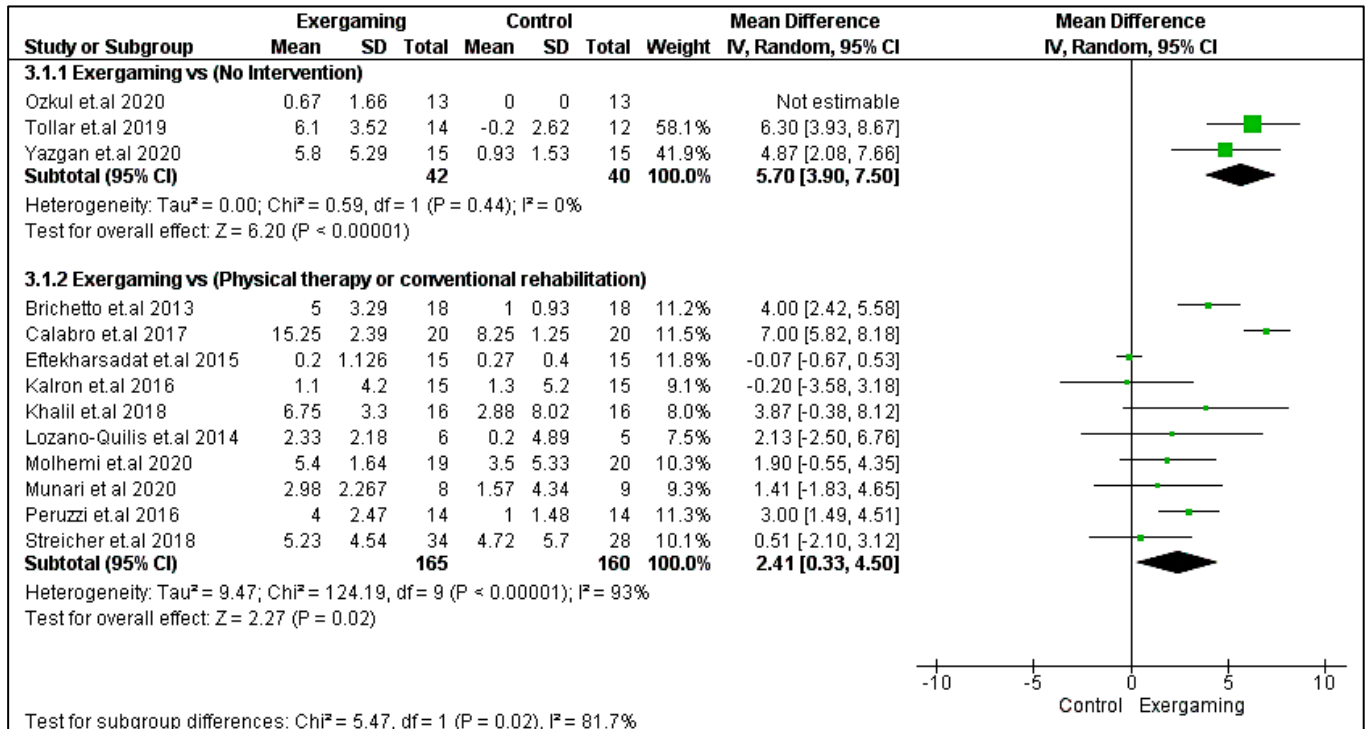 Exergaming Control Mean Difference Mean Difference
Study or Subgroup Mean SD Total Mean SD Total Weight IV, Random, 95% CI IV, Random, 95% CI
3.1.1 Exergaming vs (No Intervention)
Ozkul et.al 2020 0.67 1.66 13 0 0 13 Not estimable
Tollar et.al 2019 6.1 3.52 14 -0.2 2.62 12 58.1% 6.30 [3.93, 8.67]
Yazgan et.al 2020 5.8 5.29 15 0.93 1.53 15 41.9% 4.87 [2.08, 7.66]
Subtotal (95% CI) 42 40 100.0% 5.70 [3.90, 7.50]
Heterogeneity: Tau² = 0.00; Chi² = 0.59, df = 1 (P = 0.44); I² = 0%
Test for overall effect: Z = 6.20 (P < 0.00001)
3.1.2 Exergaming vs (Physical therapy or conventional rehabilitation)
Brichetto et.al 2013 5 3.29 18 1 0.93 18 11.2% 4.00 [2.42, 5.58]
Calabro et.al 2017 15.25 2.39 20 8.25 1.25 20 11.5% 7.00 [5.82, 8.18]
Eftekharsadat et.al 2015 0.2 1.126 15 0.27 0.4 15 11.8% -0.07 [-0.67, 0.53]
Kalron et.al 2016 1.1 4.2 15 1.3 5.2 15 9.1% -0.20 [-3.58, 3.18]
Khalil et.al 2018 6.75 3.3 16 2.88 8.02 16 8.0% 3.87 [-0.38, 8.12]
Lozano-Quilis et.al 2014 2.33 2.18 6 0.2 4.89 5 7.5% 2.13 [-2.50, 6.76]
Molhemi et.al 2020 5.4 1.64 19 3.5 5.33 20 10.3% 1.90 [-0.55, 4.35]
Munari et al 2020 2.98 2.267 8 1.57 4.34 9 9.3% 1.41 [-1.83, 4.65]
Peruzzi et.al 2016 4 2.47 14 1 1.48 14 11.3% 3.00 [1.49, 4.51]
Streicher et.al 2018 5.23 4.54 34 4.72 5.7 28 10.1% 0.51 [-2.10, 3.12]
Subtotal (95% CI) 165 160 100.0% 2.41 [0.33, 4.50]
Heterogeneity: Tau² = 9.47; Chi² = 124.19, df = 9 (P < 0.00001); I² = 93%
Test for overall effect: Z = 2.27 (P = 0.02)
-10 -5 0 5 10
Control Exergaming
Test for subgroup differences: Chi² = 5.47, df = 1 (P = 0.02), I² = 81.7%